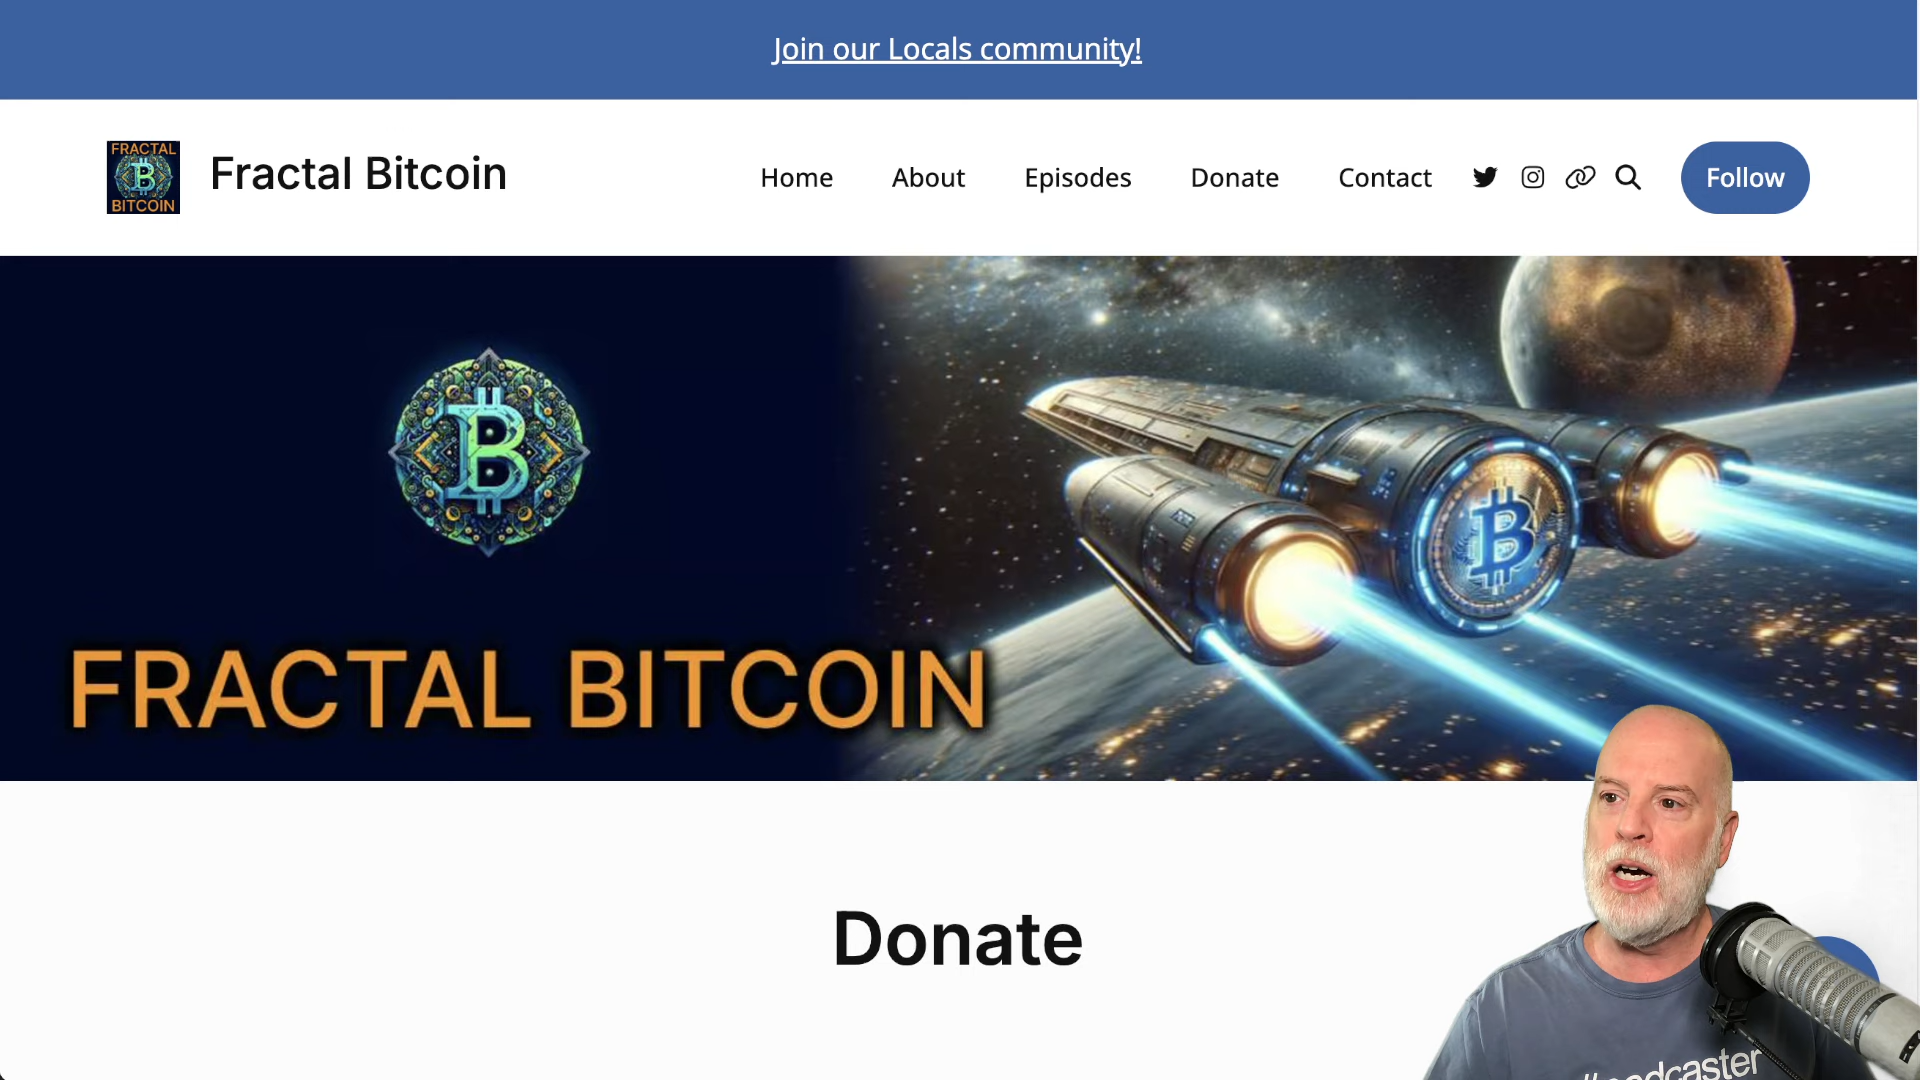 Join our Locals community!
FRACTAL
BITCOIN
Fractal Bitcoin
Home
About
Episodes
Donate
Contact
Follow
FRACTAL BITCOIN
Donate